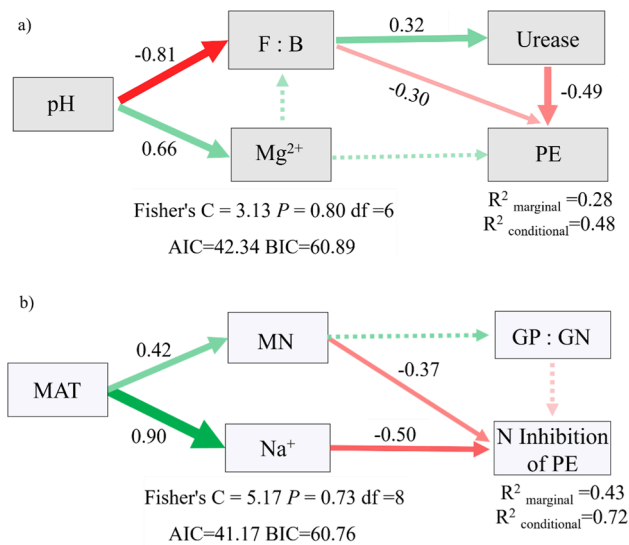 a)
F : B
0.32
Urease
-0.81
pH
-0.30
-0.49
0.66
Mg²⁺
PE
Fisher's C = 3.13 P = 0.80 df =6
AIC=42.34 BIC=60.89
R² marginal =0.28
R² conditional=0.48
b)
MN
GP : GN
0.42
MAT
-0.37
0.90
Na⁺
-0.50
N Inhibition
of PE
Fisher's C = 5.17 P = 0.73 df =8
AIC=41.17 BIC=60.76
R² marginal =0.43
R² conditional=0.72